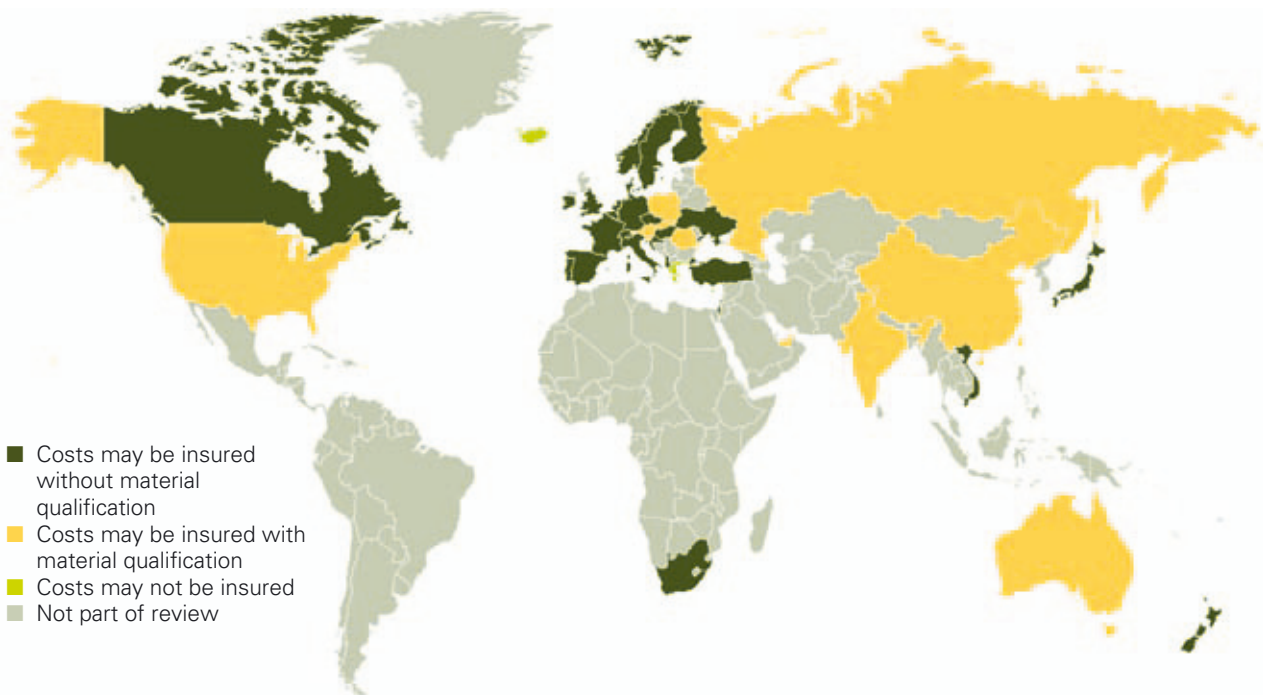 Costs may be insured
without material
qualification
Costs may be insured with
material qualification
Costs may not be insured
Not part of review